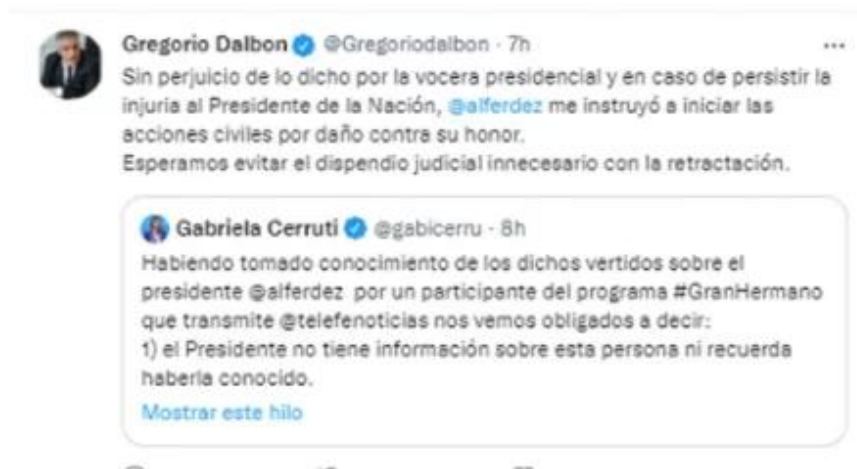 Gregorio Dalbon @Gregoriodalbon · 7h
Sin perjuicio de lo dicho por la vocera presidencial y en caso de persistir la
injuria al Presidente de la Nación, @alferdez me instruyó a iniciar las
acciones civiles por daño contra su honor.
Esperamos evitar el dispendio judicial innecesario con la retractación.
Gabriela Cerruti @gabicerru · 8h
Habiendo tomado conocimiento de los dichos vertidos sobre el
presidente @alferdez por un participante del programa #GranHermano
que transmite @telefenoticias nos vemos obligados a decir:
1) el Presidente no tiene información sobre esta persona ni recuerda
haberla conocido.
Mostrar este hilo